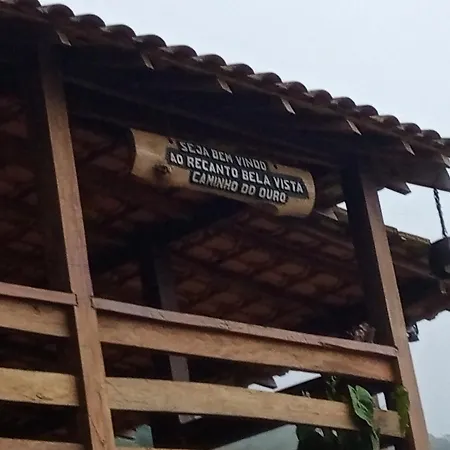 SEJA BEM VINDO
AO RECANTO BELA VISTA
CAMINHO DO OURO